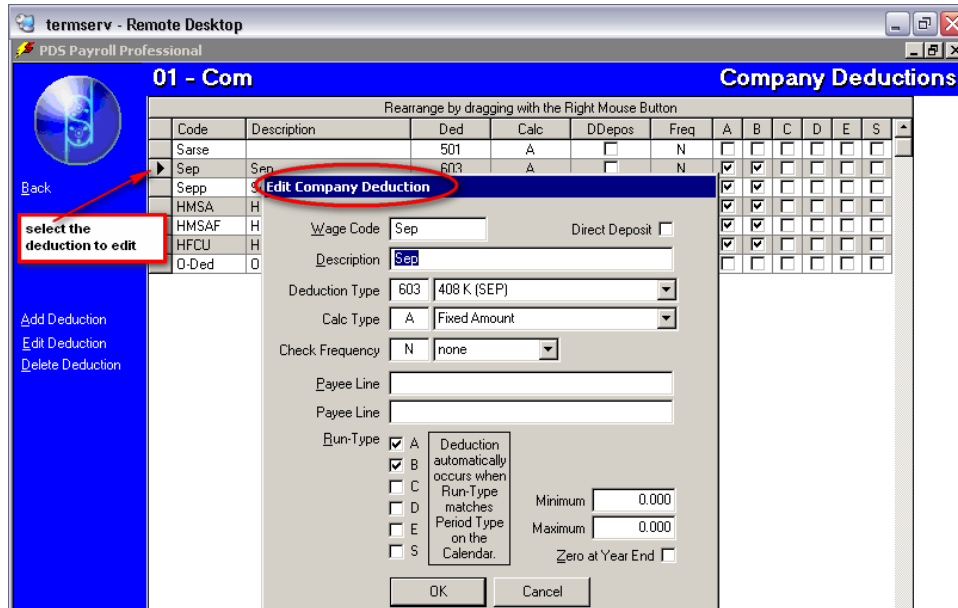 termserv - Remote Desktop
PDS Payroll Professional
01 - Com
Company Deductions
Rearrange by dragging with the Right Mouse Button
Code Description Ded Calc DDepos Freq A B C D E S
Sarse 501 A N
Sep Sep 603 A N
Sepp S
HMSA H
HMSAF H
HFCU H
O-Ded O
Back
select the
deduction to edit
Add Deduction
Edit Deduction
Delete Deduction
Edit Company Deduction
Wage Code Sep Direct Deposit
Description Sep
Deduction Type 603 408 K (SEP)
Calc Type A Fixed Amount
Check Frequency N none
Payee Line
Payee Line
Run-Type A
B
C
D
E
S
Deduction
automatically
occurs when
Run-Type
matches
Period Type
on the
Calendar.
Minimum 0.000
Maximum 0.000
Zero at Year End
OK Cancel